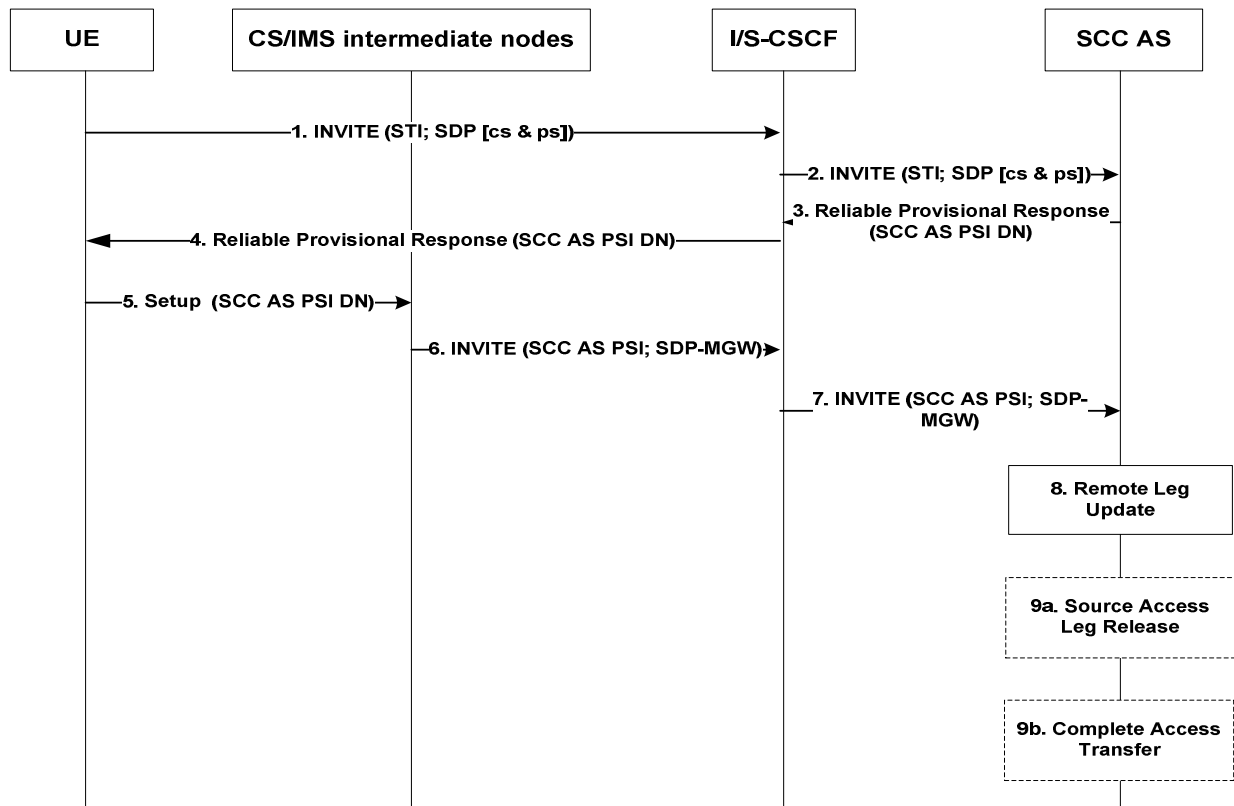 UE
CS/IMS intermediate nodes
I/S-CSCF
SCC AS
1. INVITE (STI; SDP [cs & ps])
2. INVITE (STI; SDP [cs & ps])
3. Reliable Provisional Response
(SCC AS PSI DN)
4. Reliable Provisional Response (SCC AS PSI DN)
5. Setup (SCC AS PSI DN)
6. INVITE (SCC AS PSI; SDP-MGW)
7. INVITE (SCC AS PSI; SDP-
MGW)
8. Remote Leg
Update
9a. Source Access
Leg Release
9b. Complete Access
Transfer